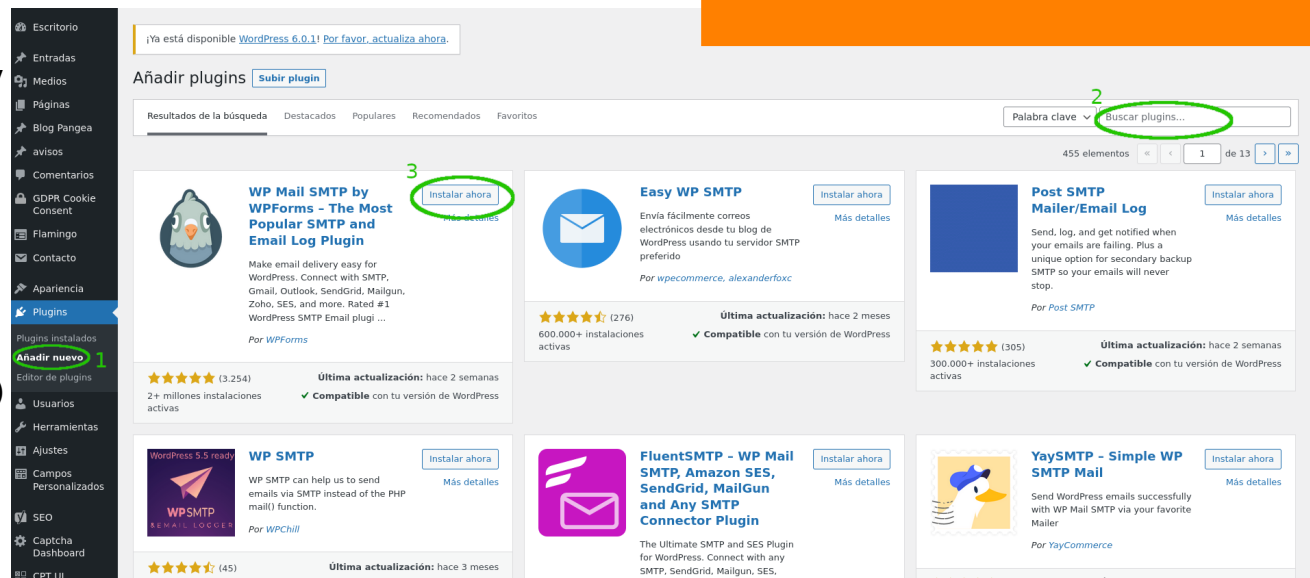 Escritorio
Entradas
Medios
Páginas
Blog Pangea
avisos
Comentarios
GDPR Cookie
Consent
Flamingo
Contacto
Apariencia
Plugins
Plugins instalados
Añadir nuevo 1
Editor de plugins
Usuarios
Herramientas
Ajustes
Campos
Personalizados
SEO
Captcha
Dashboard
CPT UI
¡Ya está disponible WordPress 6.0.1! Por favor, actualiza ahora.
Añadir plugins Subir plugin
Resultados de la búsqueda Destacados Populares Recomendados Favoritos
2
Palabra clave Buscar plugins...
455 elementos « ‹ 1 de 13 › »
3
WP Mail SMTP by
WPForms – The Most
Popular SMTP and
Email Log Plugin
Instalar ahora
Más detalles
Make email delivery easy for
WordPress. Connect with SMTP,
Gmail, Outlook, SendGrid, Mailgun,
Zoho, SES, and more. Rated #1
WordPress SMTP Email plugi ...
Por WPForms
(3.254)
Última actualización: hace 2 semanas
2+ millones instalaciones
activas
✔ Compatible con tu versión de WordPress
Easy WP SMTP
Instalar ahora
Más detalles
Envía fácilmente correos
electrónicos desde tu blog de
WordPress usando tu servidor SMTP
preferido
Por wpecommerce, alexanderfoxc
(276)
Última actualización: hace 2 meses
600.000+ instalaciones
activas
✔ Compatible con tu versión de WordPress
Post SMTP
Mailer/Email Log
Instalar ahora
Más detalles
Send, log, and get notified when
your emails are failing. Plus a
unique option for secondary backup
SMTP so your emails will never
stop.
Por Post SMTP
(305)
Última actualización: hace 2 semanas
300.000+ instalaciones
activas
✔ Compatible con tu versión de WordPress
WordPress 5.5 ready
WPSMTP
&EMAIL LOGGER
WP SMTP
Instalar ahora
Más detalles
WP SMTP can help us to send
emails via SMTP instead of the PHP
mail() function.
Por WPChill
(45)
Última actualización: hace 3 meses
FluentSMTP – WP Mail
SMTP, Amazon SES,
SendGrid, MailGun
and Any SMTP
Connector Plugin
Instalar ahora
Más detalles
The Ultimate SMTP and SES Plugin
for WordPress. Connect with any
SMTP, SendGrid, Mailgun, SES,
YaySMTP – Simple WP
SMTP Mail
Instalar ahora
Más detalles
Send WordPress emails successfully
with WP Mail SMTP via your favorite
Mailer
Por YayCommerce